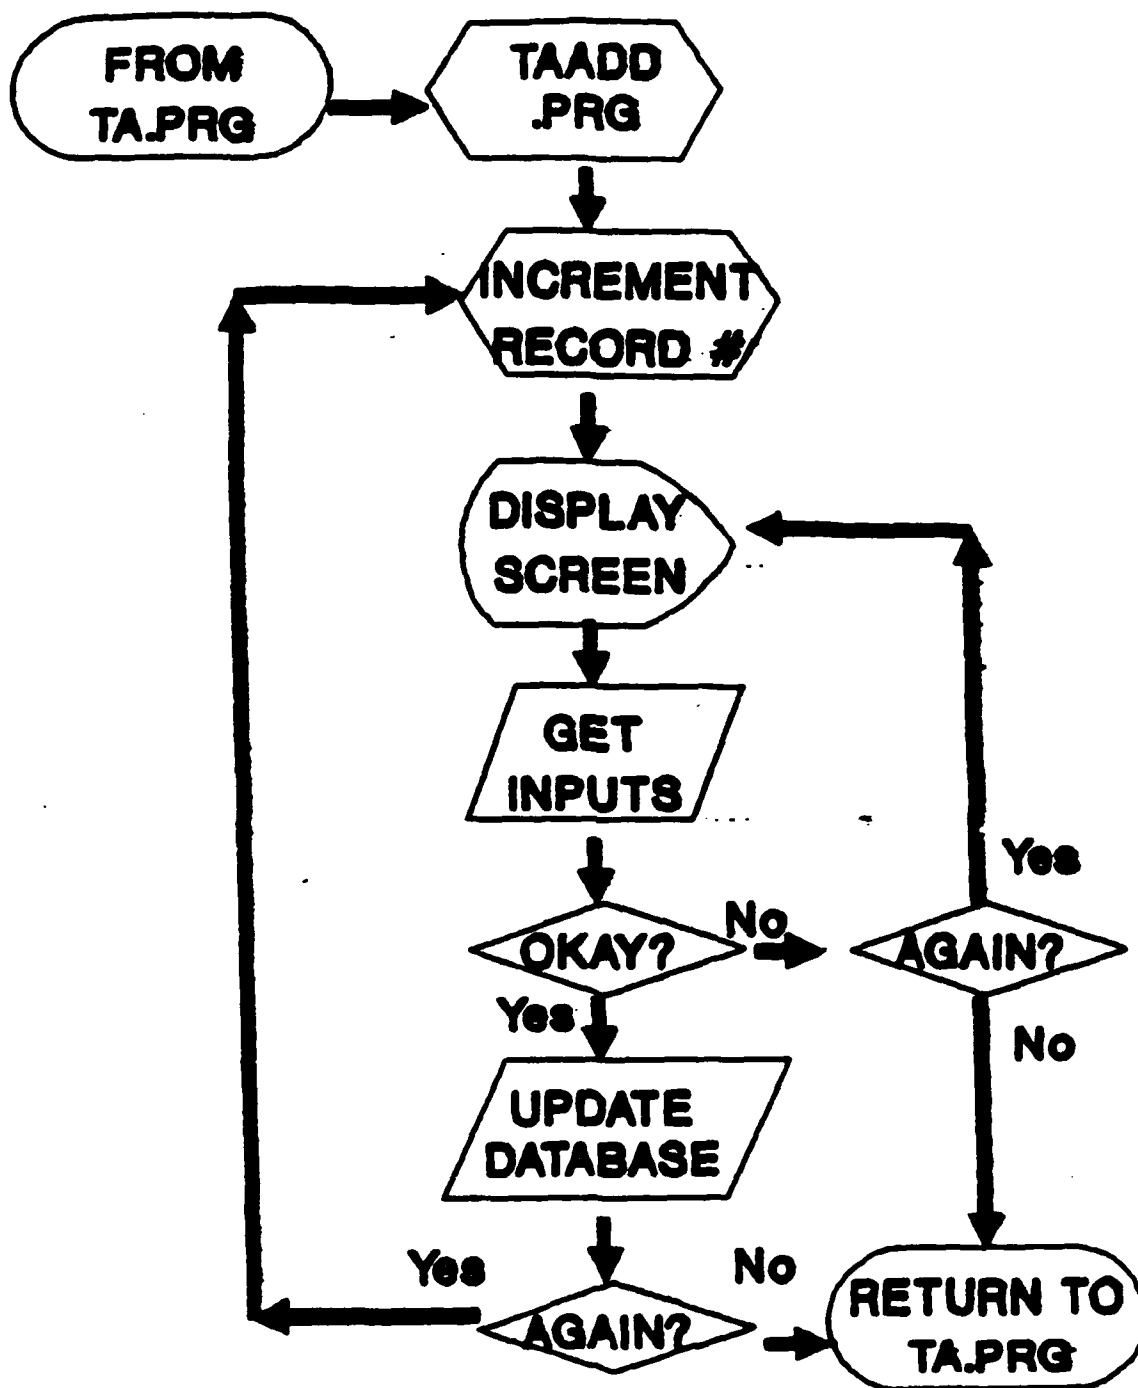 FROM
TA.PRG
TAADD
.PRG
INCREMENT
RECORD #
DISPLAY
SCREEN
GET
INPUTS
Yes
OKAY?
No
AGAIN?
Yes
No
UPDATE
DATABASE
Yes
No
AGAIN?
RETURN TO
TA.PRG